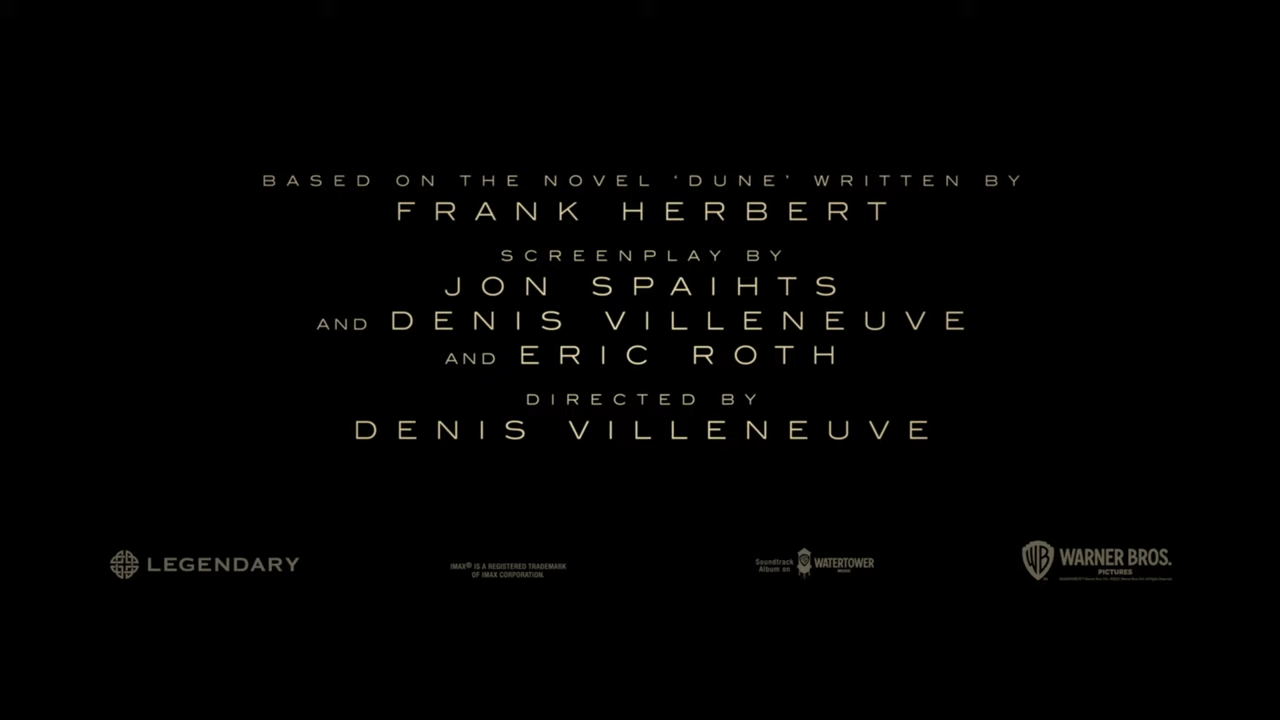 BASED ON THE NOVEL ‘DUNE’ WRITTEN BY
FRANK HERBERT
SCREENPLAY BY
JON SPAIHTS
AND DENIS VILLENEUVE
AND ERIC ROTH
DIRECTED BY
DENIS VILLENEUVE
LEGENDARY
IMAX® IS A REGISTERED TRADEMARK
OF IMAX CORPORATION.
Soundtrack
Album on
WATERTOWER
MUSIC
WB
WARNER BROS.
PICTURES